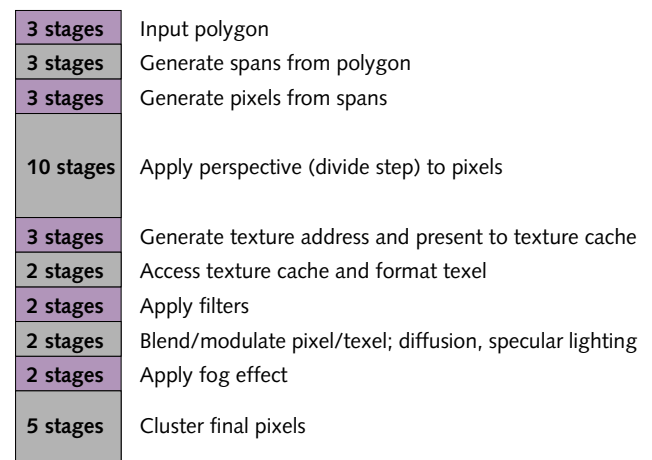 3 stages Input polygon
3 stages Generate spans from polygon
3 stages Generate pixels from spans
10 stages Apply perspective (divide step) to pixels
3 stages Generate texture address and present to texture cache
2 stages Access texture cache and format texel
2 stages Apply filters
2 stages Blend/modulate pixel/texel; diffusion, specular lighting
2 stages Apply fog effect
5 stages Cluster final pixels